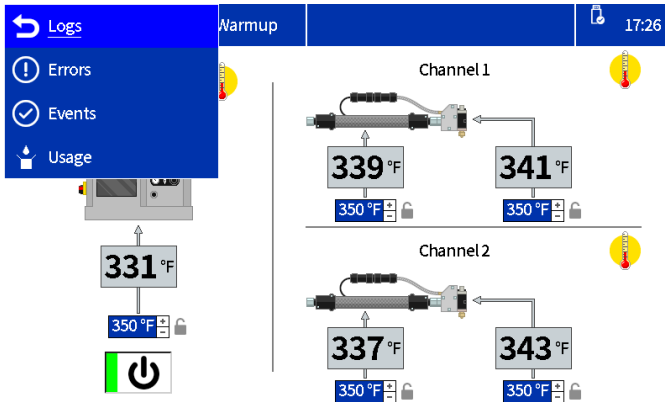 Logs
Errors
Events
Usage
Warmup
17:26
Channel 1
339 °F
341 °F
350 °F + -
350 °F + -
331 °F
350 °F + -
Channel 2
337 °F
343 °F
350 °F + -
350 °F + -